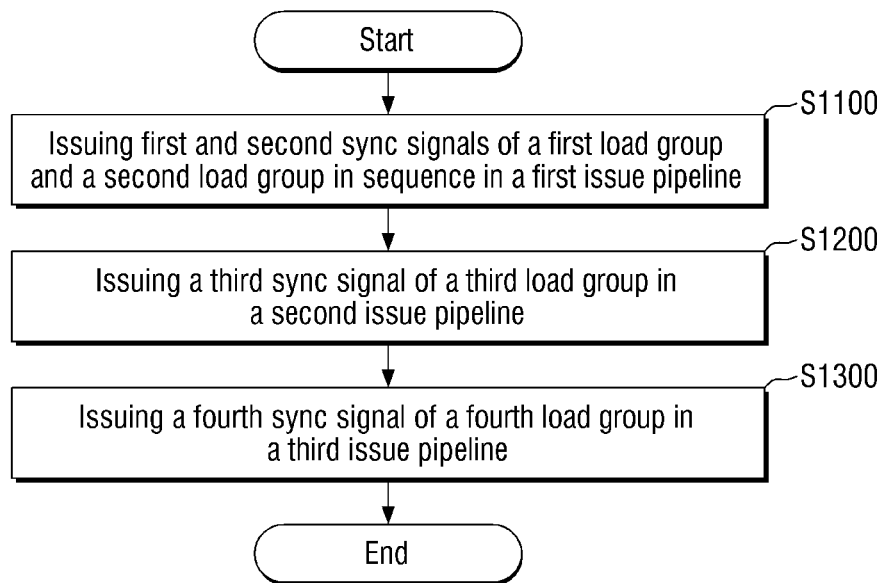 Start
S1100
Issuing first and second sync signals of a first load group
and a second load group in sequence in a first issue pipeline
S1200
Issuing a third sync signal of a third load group in
a second issue pipeline
S1300
Issuing a fourth sync signal of a fourth load group in
a third issue pipeline
End